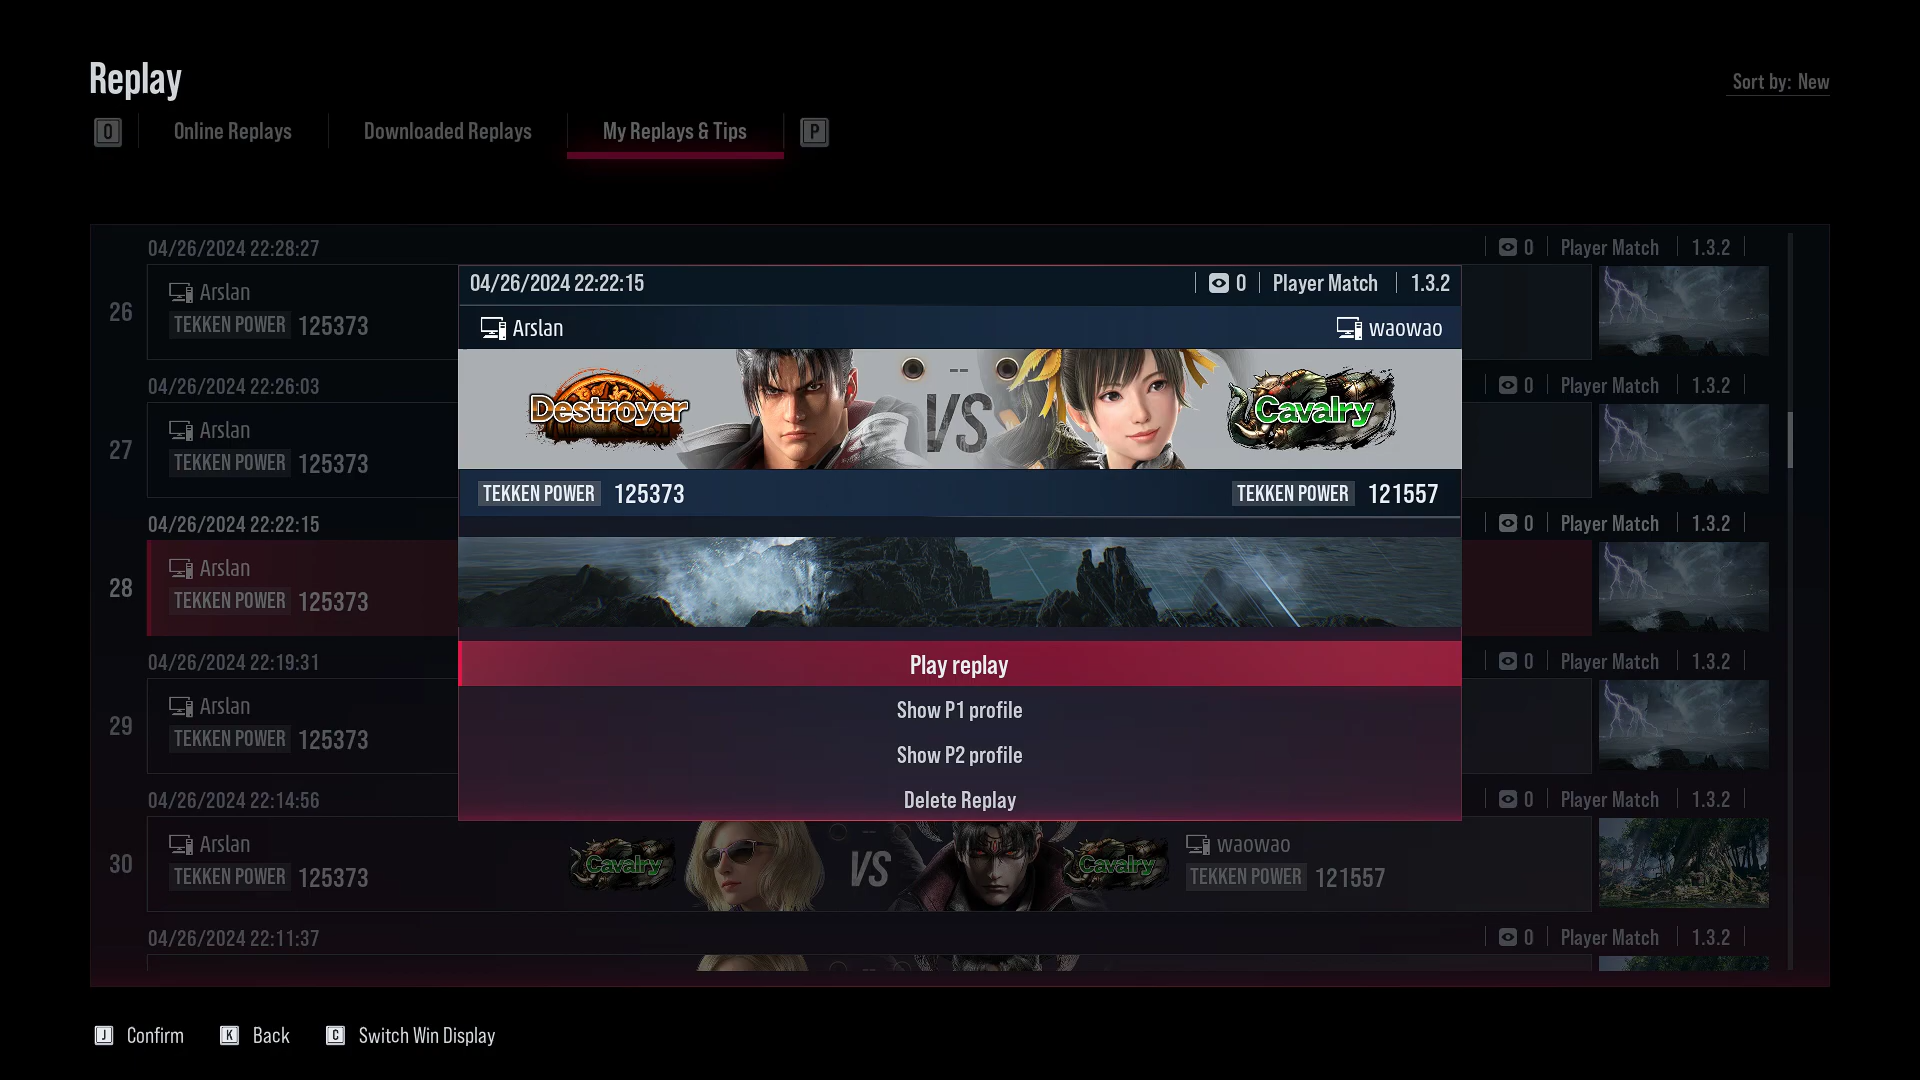 Replay
Sort by: New
O
Online Replays
Downloaded Replays
My Replays & Tips
P
04/26/2024 22:28:27
0
Player Match
1.3.2
26
Arslan
TEKKEN POWER 125373
04/26/2024 22:26:03
0
Player Match
1.3.2
27
Arslan
TEKKEN POWER 125373
04/26/2024 22:22:15
0
Player Match
1.3.2
28
Arslan
TEKKEN POWER 125373
04/26/2024 22:19:31
0
Player Match
1.3.2
29
Arslan
TEKKEN POWER 125373
04/26/2024 22:14:56
0
Player Match
1.3.2
30
Arslan
TEKKEN POWER 125373
Cavalry
VS
--
Cavalry
waowao
TEKKEN POWER 121557
04/26/2024 22:11:37
0
Player Match
1.3.2
--
04/26/2024 22:22:15
0
Player Match
1.3.2
Arslan
waowao
Destroyer
--
VS
Cavalry
TEKKEN POWER 125373
TEKKEN POWER 121557
Play replay
Show P1 profile
Show P2 profile
Delete Replay
J Confirm
K Back
C Switch Win Display